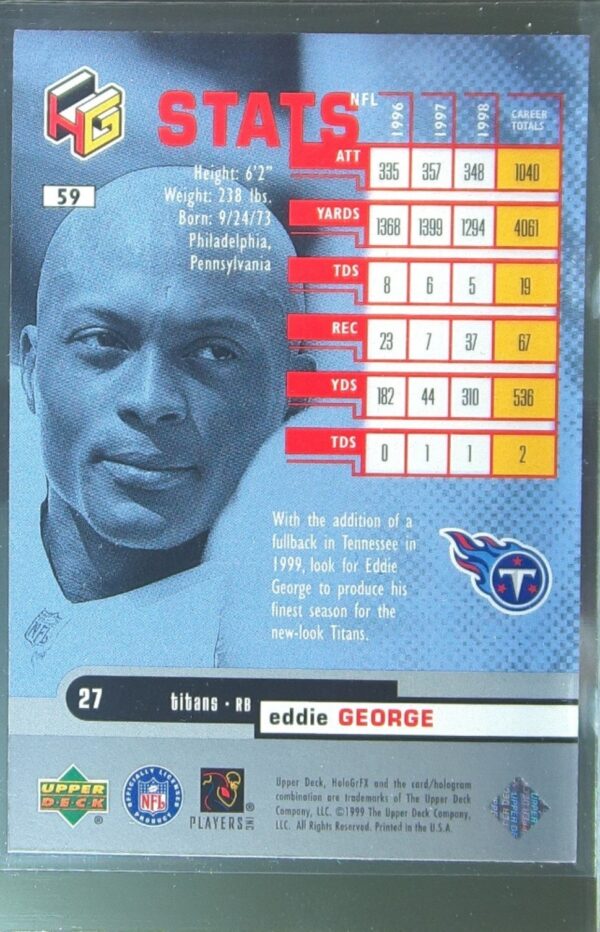 HG
STATS
NFL 1996 1997 1998 CAREER TOTALS
59
Height: 6'2"
Weight: 238 lbs.
Born: 9/24/73
Philadelphia,
Pennsylvania
ATT 335 357 348 1040
YARDS 1368 1399 1294 4061
TDS 8 6 5 19
REC 23 7 37 67
YDS 182 44 310 536
TDS 0 1 1 2
With the addition of a
fullback in Tennessee in
1999, look for Eddie
George to produce his
finest season for the
new-look Titans.
T
NFL
27 titans • RB
eddie GEORGE
UPPER DECK
OFFICIALLY LICENSED PRODUCT
NFL
PLAYERS INC ®
Upper Deck, HoloGrFX and the card/hologram
combination are trademarks of The Upper Deck
Company, LLC. ©1999 The Upper Deck Company,
LLC. All Rights Reserved. Printed in the U.S.A.